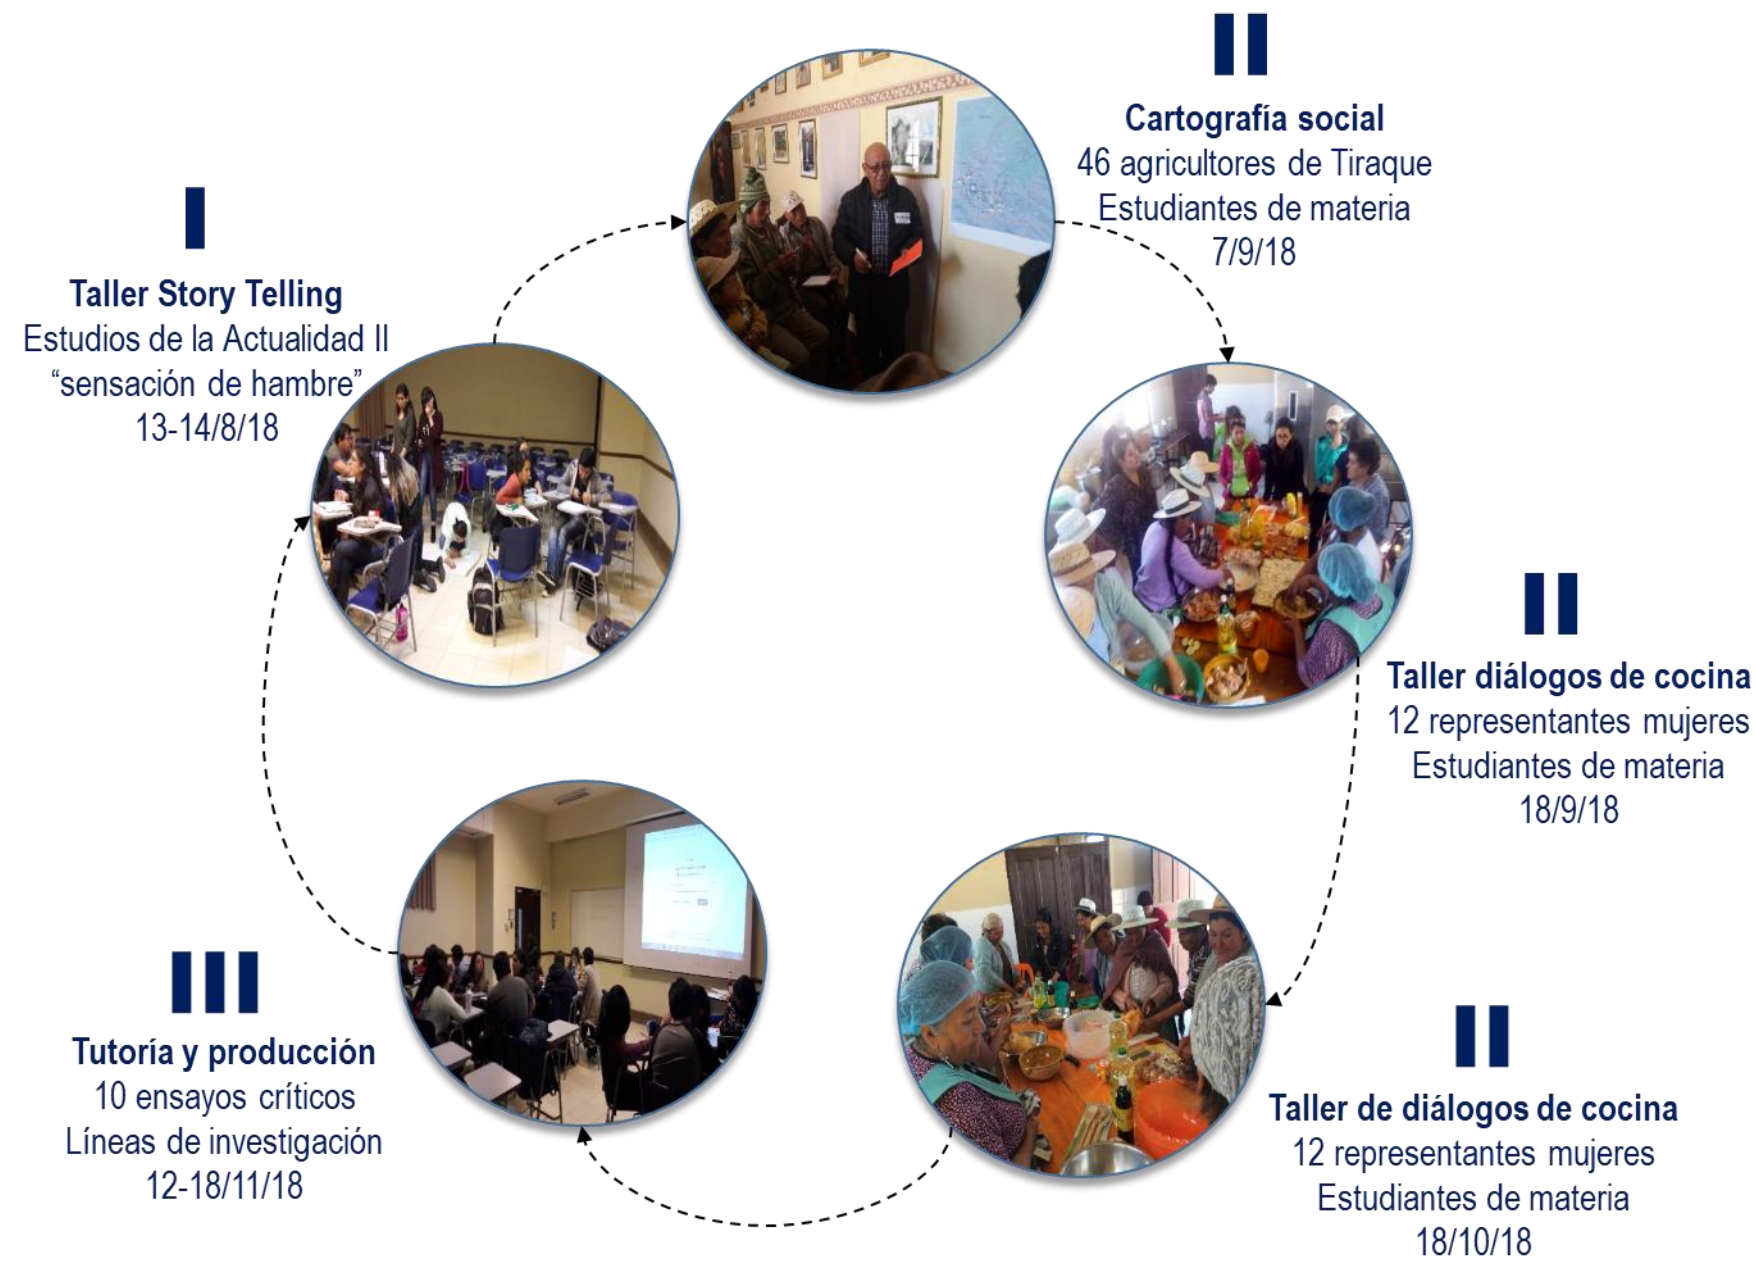 I
Taller Story Telling
Estudios de la Actualidad II
“sensación de hambre”
13-14/8/18
II
Cartografía social
46 agricultores de Tiraque
Estudiantes de materia
7/9/18
II
Taller diálogos de cocina
12 representantes mujeres
Estudiantes de materia
18/9/18
II
Taller de diálogos de cocina
12 representantes mujeres
Estudiantes de materia
18/10/18
III
Tutoría y producción
10 ensayos críticos
Líneas de investigación
12-18/11/18